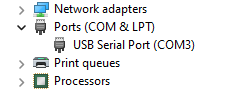 Network adapters
Ports (COM & LPT)
USB Serial Port (COM3)
Print queues
Processors